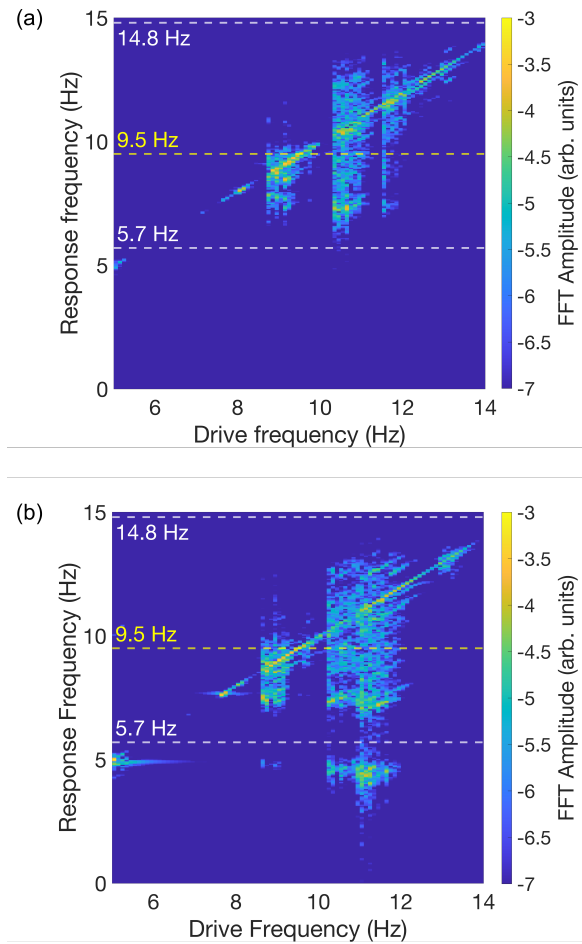 (a)
15
14.8 Hz
10
9.5 Hz
5.7 Hz
5
0
6
8
10
12
14
Response frequency (Hz)
Drive frequency (Hz)
-3
-3.5
-4
-4.5
-5
-5.5
-6
-6.5
-7
FFT Amplitude (arb. units)
(b)
15
14.8 Hz
10
9.5 Hz
5.7 Hz
5
0
6
8
10
12
14
Response Frequency (Hz)
Drive Frequency (Hz)
-3
-3.5
-4
-4.5
-5
-5.5
-6
-6.5
-7
FFT Amplitude (arb. units)